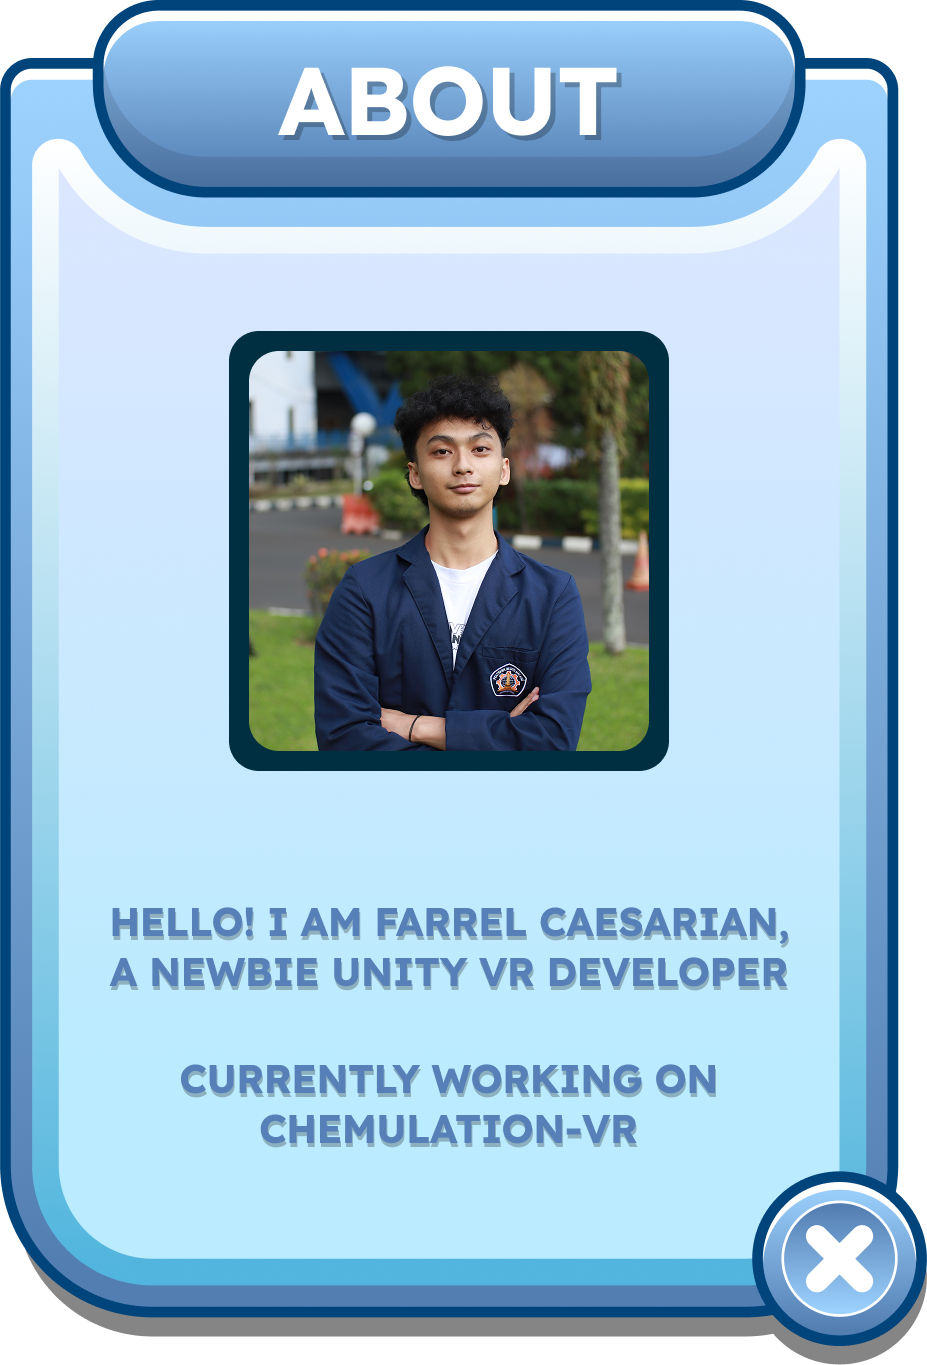 ABOUT
HELLO! I AM FARREL CAESARIAN,
A NEWBIE UNITY VR DEVELOPER
CURRENTLY WORKING ON
CHEMULATION-VR